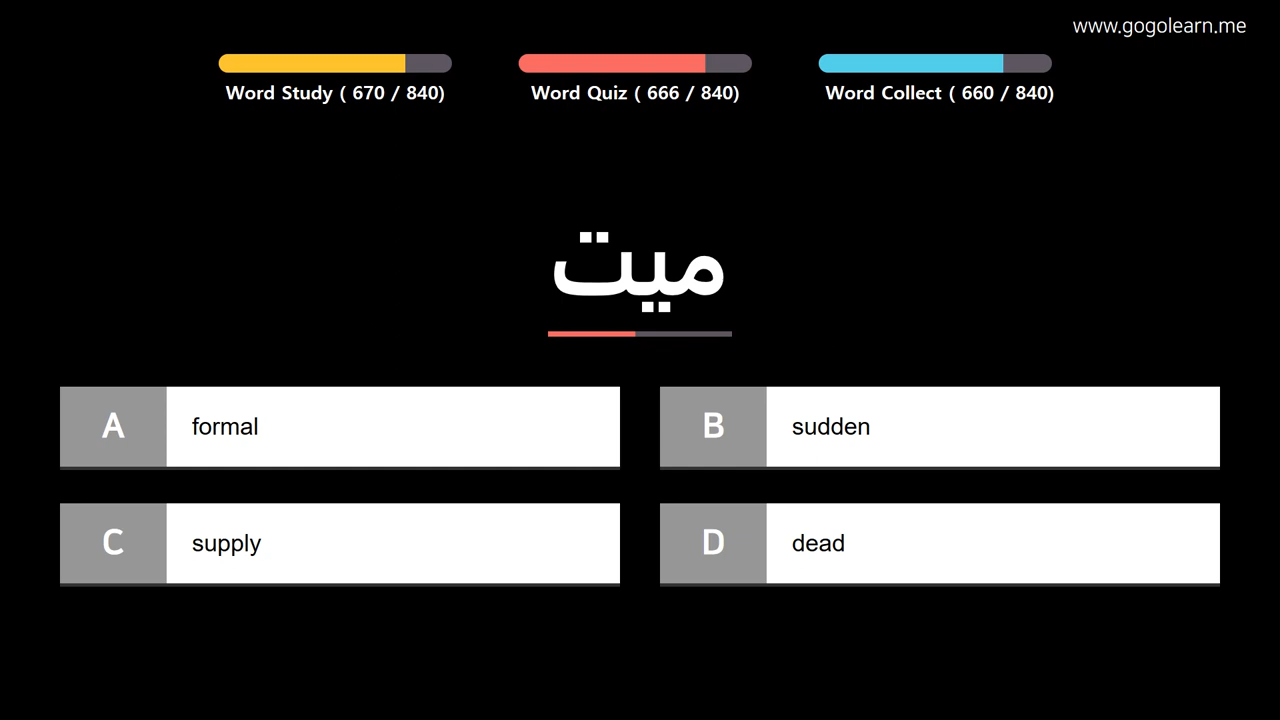 www.gogolearn.me
Word Study ( 670 / 840)
Word Quiz ( 666 / 840)
Word Collect ( 660 / 840)
ميت
A formal
B sudden
C supply
D dead